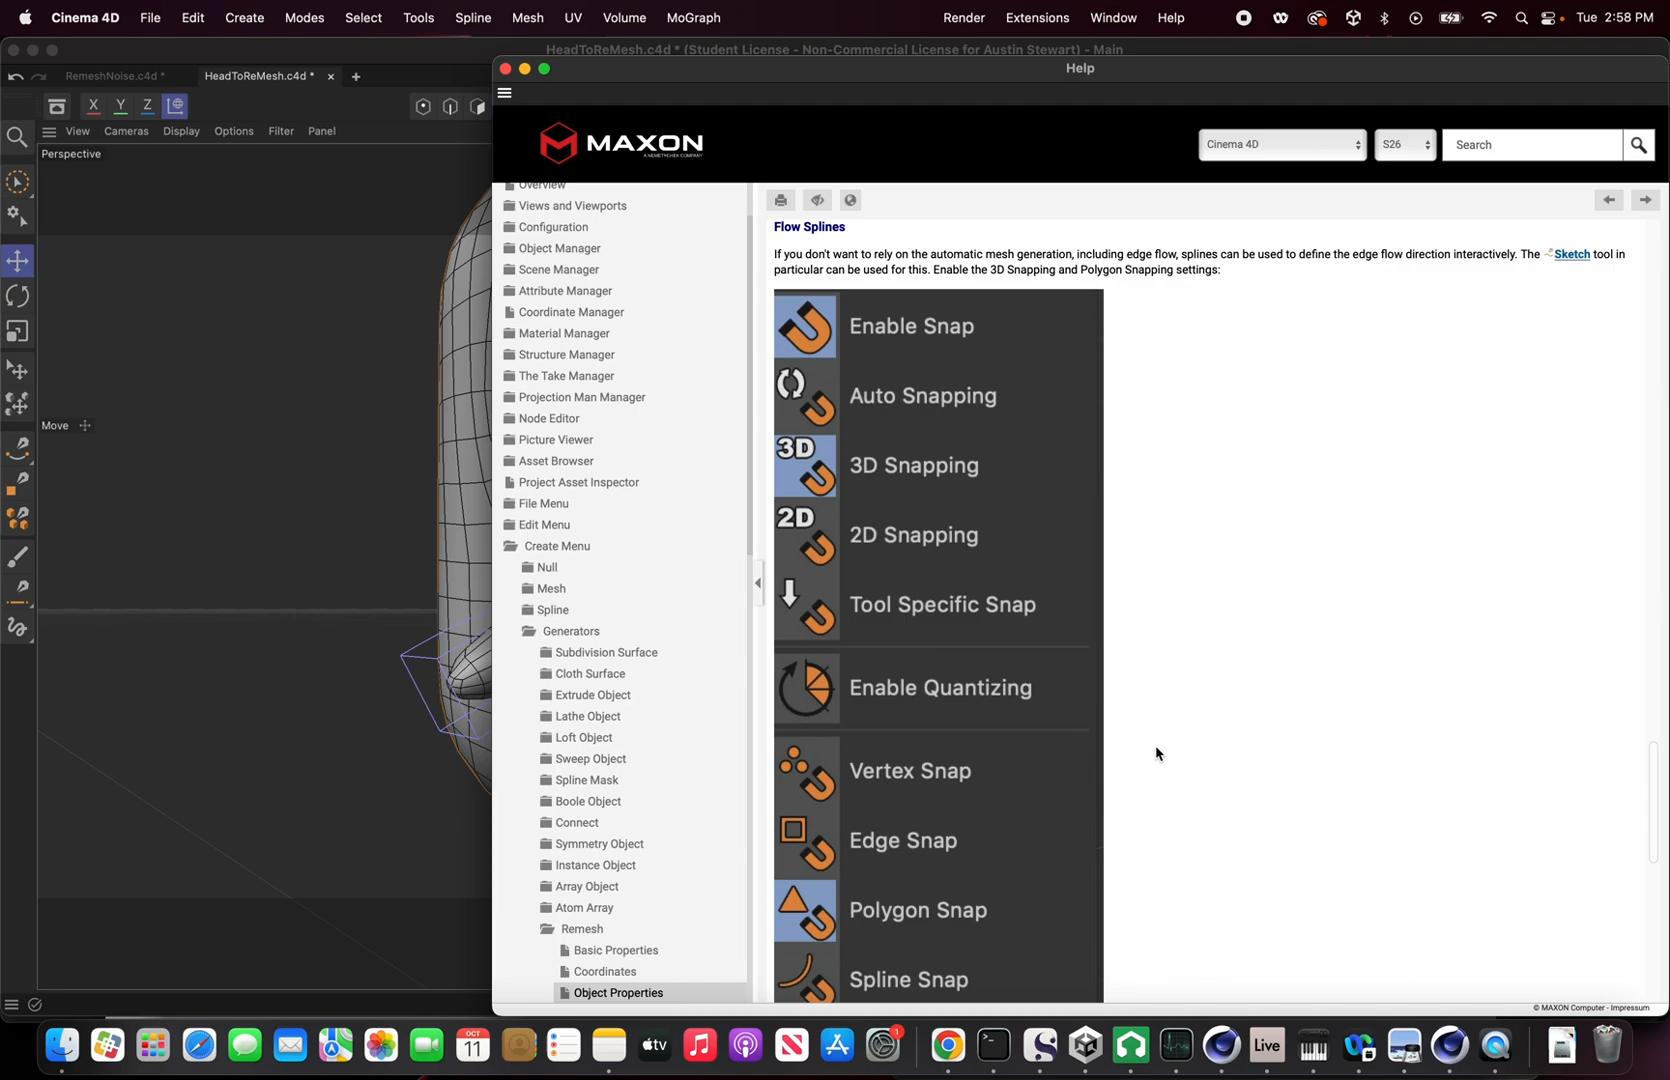 Cinema 4D File Edit Create Modes Select Tools Spline Mesh UV Volume MoGraph Render Extensions Window Help Tue 2:58 PM
HeadToReMesh.c4d * (Student License - Non-Commercial License for Austin Stewart) - Main
Help
RemeshNoise.c4d * HeadToReMesh.c4d * × +
X Y Z
View Cameras Display Options Filter Panel
Perspective
Move
MAXON
A NEMETSCHEK COMPANY
Cinema 4D S26 Search
Overview
Views and Viewports
Configuration
Object Manager
Scene Manager
Attribute Manager
Coordinate Manager
Material Manager
Structure Manager
The Take Manager
Projection Man Manager
Node Editor
Picture Viewer
Asset Browser
Project Asset Inspector
File Menu
Edit Menu
Create Menu
Null
Mesh
Spline
Generators
Subdivision Surface
Cloth Surface
Extrude Object
Lathe Object
Loft Object
Sweep Object
Spline Mask
Boole Object
Connect
Symmetry Object
Instance Object
Array Object
Atom Array
Remesh
Basic Properties
Coordinates
Object Properties
Flow Splines
If you don't want to rely on the automatic mesh generation, including edge flow, splines can be used to define the edge flow direction interactively. The Sketch tool in
particular can be used for this. Enable the 3D Snapping and Polygon Snapping settings:
Enable Snap
Auto Snapping
3D 3D Snapping
2D 2D Snapping
Tool Specific Snap
Enable Quantizing
Vertex Snap
Edge Snap
Polygon Snap
Spline Snap
© MAXON Computer - Impressum
OCT
11
tv
1
Live